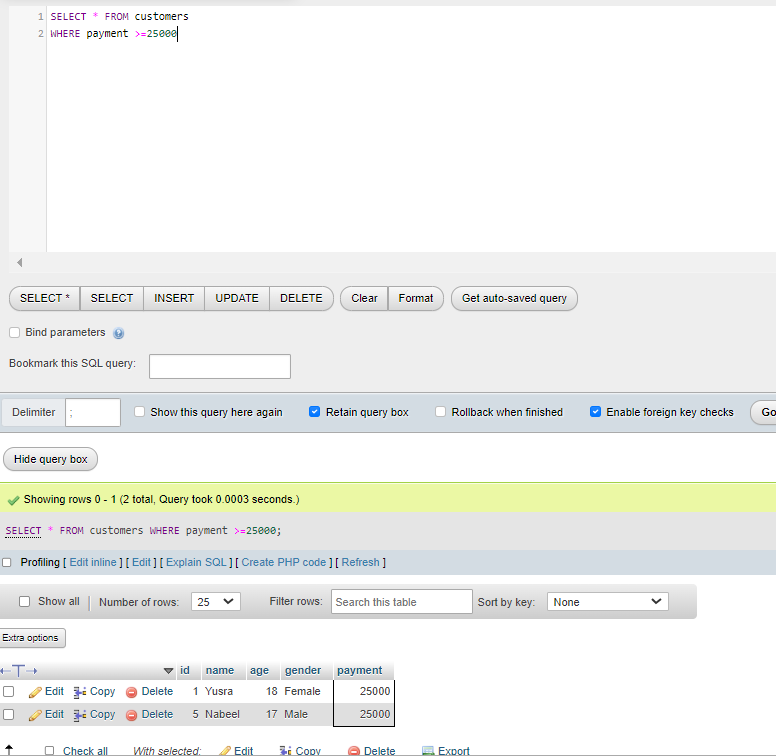 1 SELECT * FROM customers
2 WHERE payment >=25000
SELECT * SELECT INSERT UPDATE DELETE Clear Format Get auto-saved query
Bind parameters
Bookmark this SQL query:
Delimiter ; Show this query here again Retain query box Rollback when finished Enable foreign key checks Go
Hide query box
Showing rows 0 - 1 (2 total, Query took 0.0003 seconds.)
SELECT * FROM customers WHERE payment >=25000;
Profiling [ Edit inline ] [ Edit ] [ Explain SQL ] [ Create PHP code ] [ Refresh ]
Show all Number of rows: 25 Filter rows: Search this table Sort by key: None
Extra options
id name age gender payment
Edit Copy Delete 1 Yusra 18 Female 25000
Edit Copy Delete 5 Nabeel 17 Male 25000
Check all With selected: Edit Copy Delete Export